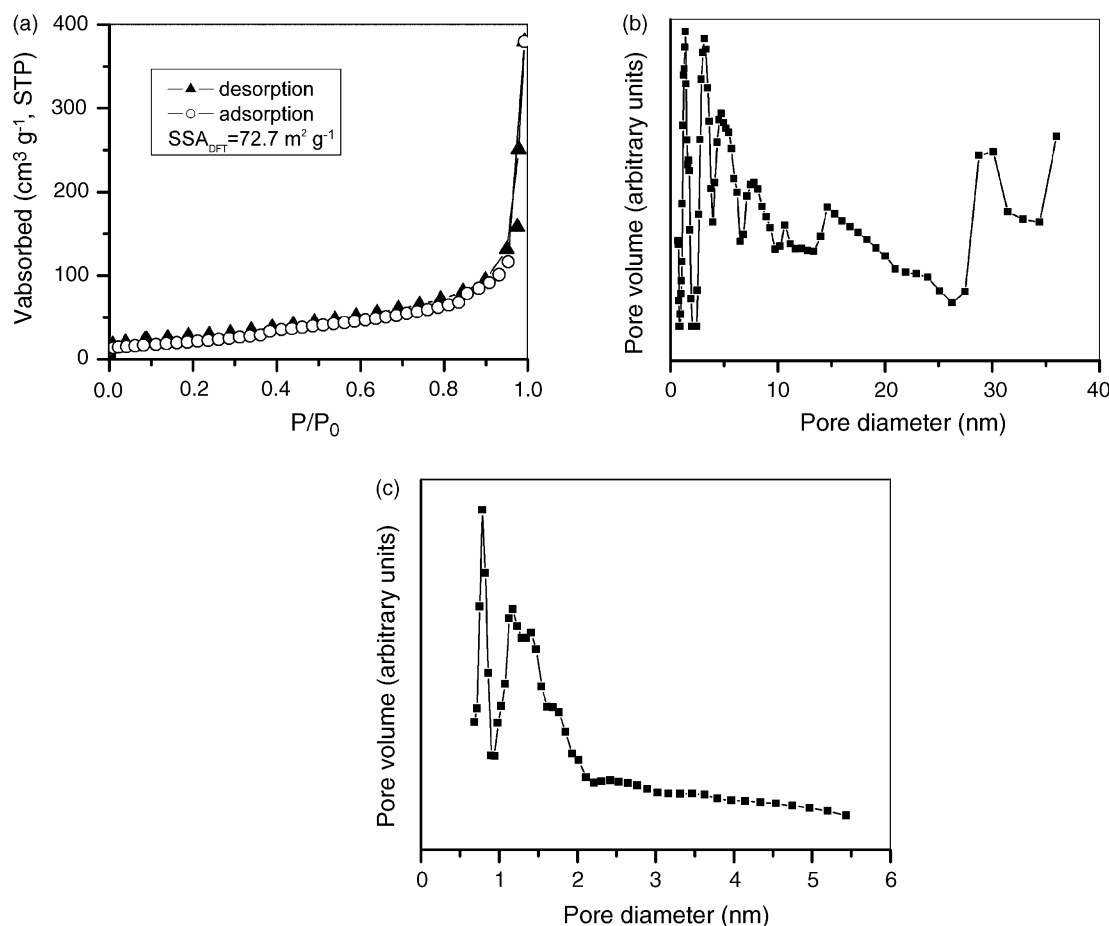 (a)
400
300
200
100
0
Vabsorbed (cm³ g⁻¹, STP)
desorption
adsorption
SSA_DFT=72.7 m² g⁻¹
0.0 0.2 0.4 0.6 0.8 1.0
P/P₀
(b)
Pore volume (arbitrary units)
0 10 20 30 40
Pore diameter (nm)
(c)
Pore volume (arbitrary units)
0 1 2 3 4 5 6
Pore diameter (nm)